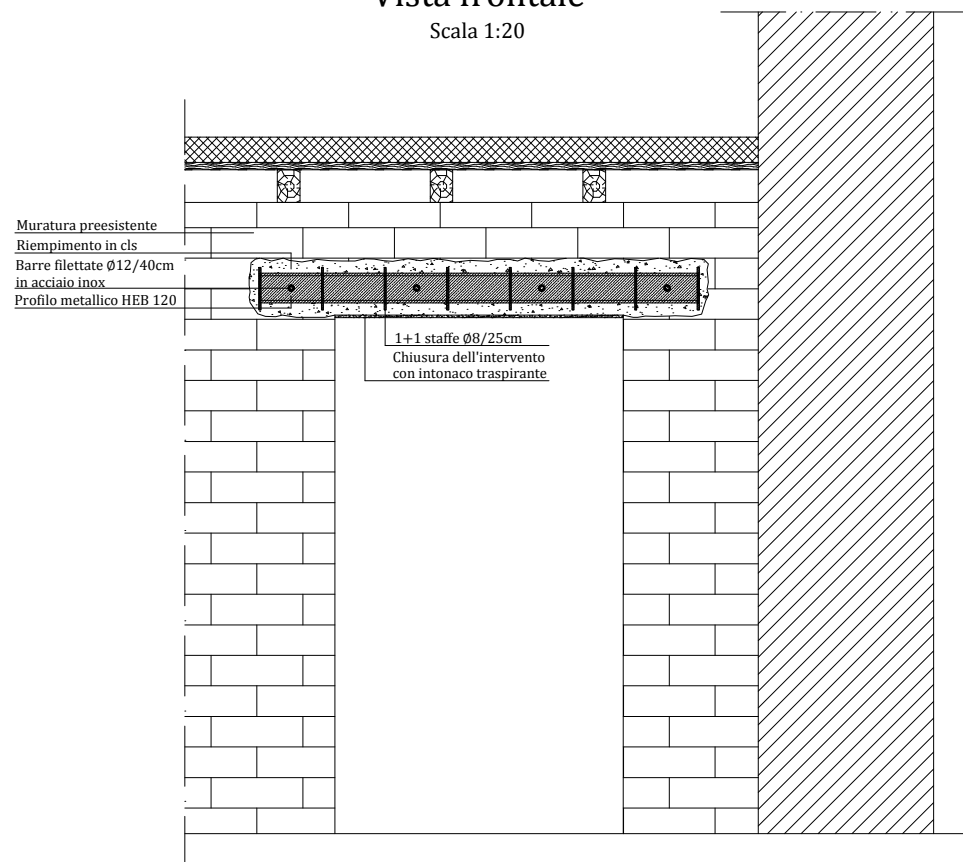 Vista frontale
Scala 1:20
Muratura preesistente
Riempimento in cls
Barre filettate Ø12/40cm
in acciaio inox
Profilo metallico HEB 120
1+1 staffe Ø8/25cm
Chiusura dell'intervento
con intonaco traspirante